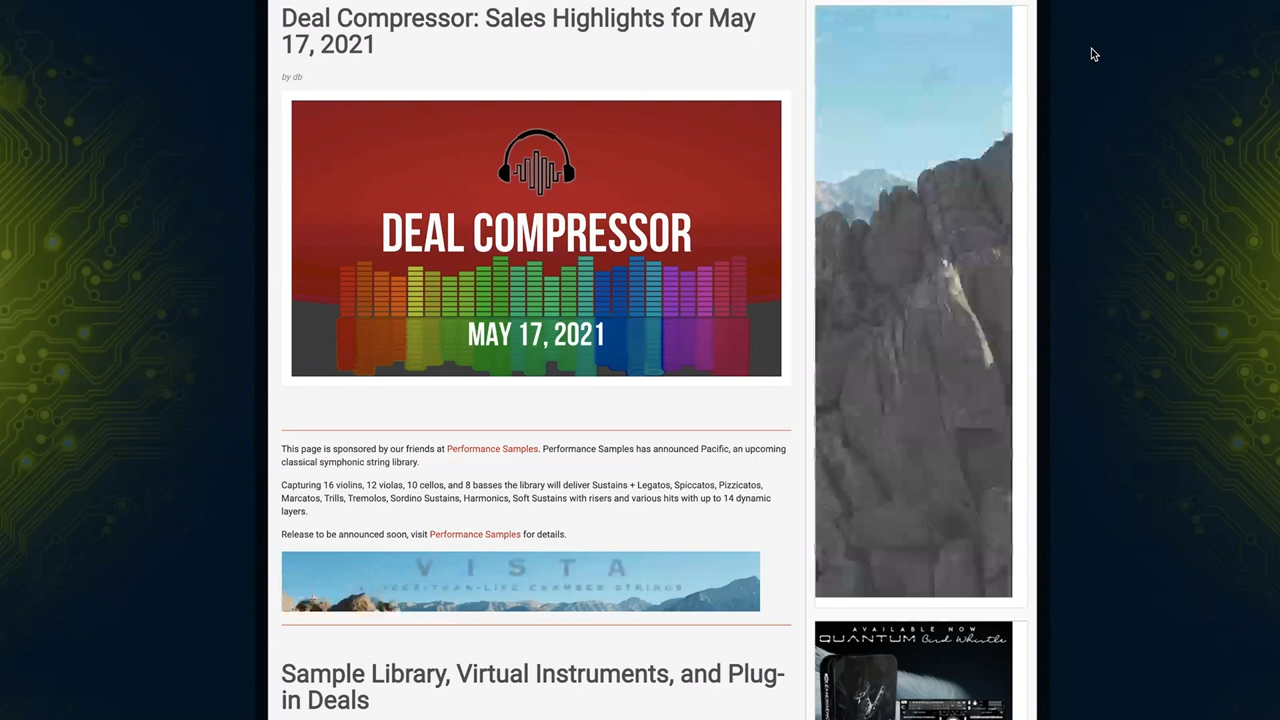 Deal Compressor: Sales Highlights for May
17, 2021
by db
DEAL COMPRESSOR
MAY 17, 2021
This page is sponsored by our friends at Performance Samples. Performance Samples has announced Pacific, an upcoming
classical symphonic string library.
Capturing 16 violins, 12 violas, 10 cellos, and 8 basses the library will deliver Sustains + Legatos, Spiccatos, Pizzicatos,
Marcatos, Trills, Tremolos, Sordino Sustains, Harmonics, Soft Sustains with risers and various hits with up to 14 dynamic
layers.
Release to be announced soon, visit Performance Samples for details.
VISTA
CHAMBER STRINGS
Sample Library, Virtual Instruments, and Plug-
in Deals
AVAILABLE NOW
QUANTUM Bird Whistle